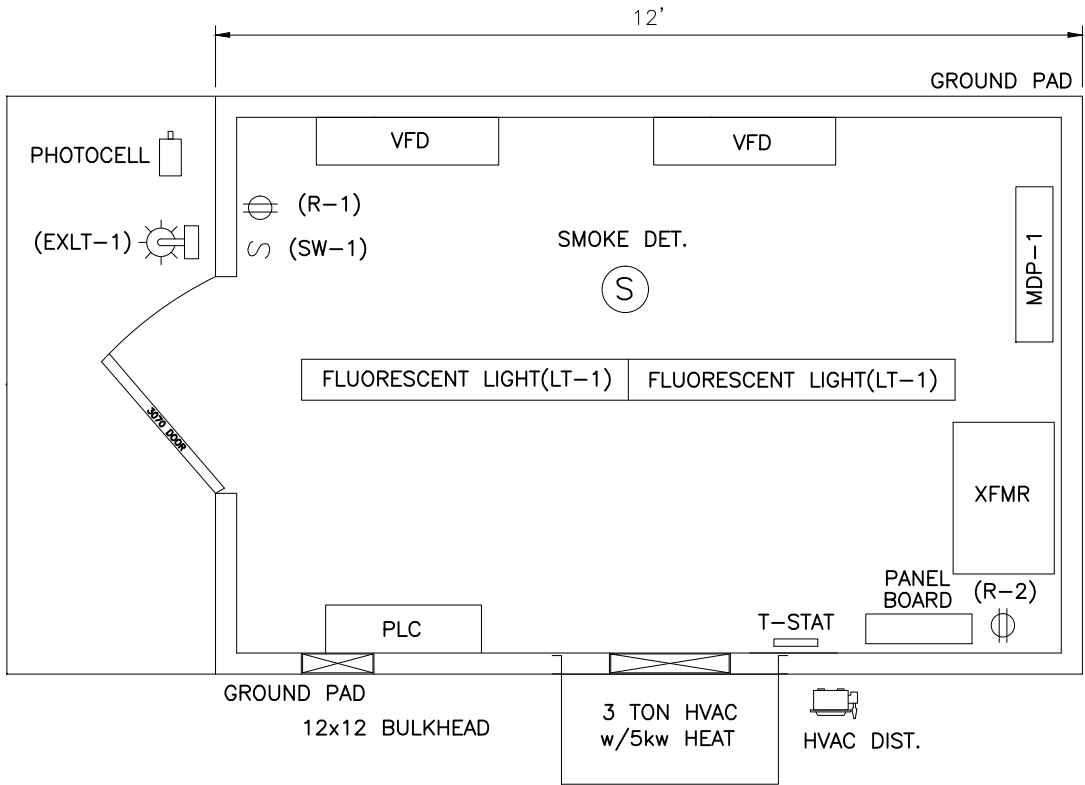 12'
GROUND PAD
PHOTOCELL
VFD
VFD
(R-1)
(EXLT-1)
S (SW-1)
SMOKE DET.
S
MDP-1
FLUORESCENT LIGHT(LT-1)
FLUORESCENT LIGHT(LT-1)
3070 DOOR
XFMR
PANEL
BOARD
(R-2)
T-STAT
PLC
GROUND PAD
12x12 BULKHEAD
3 TON HVAC
w/5kw HEAT
HVAC DIST.